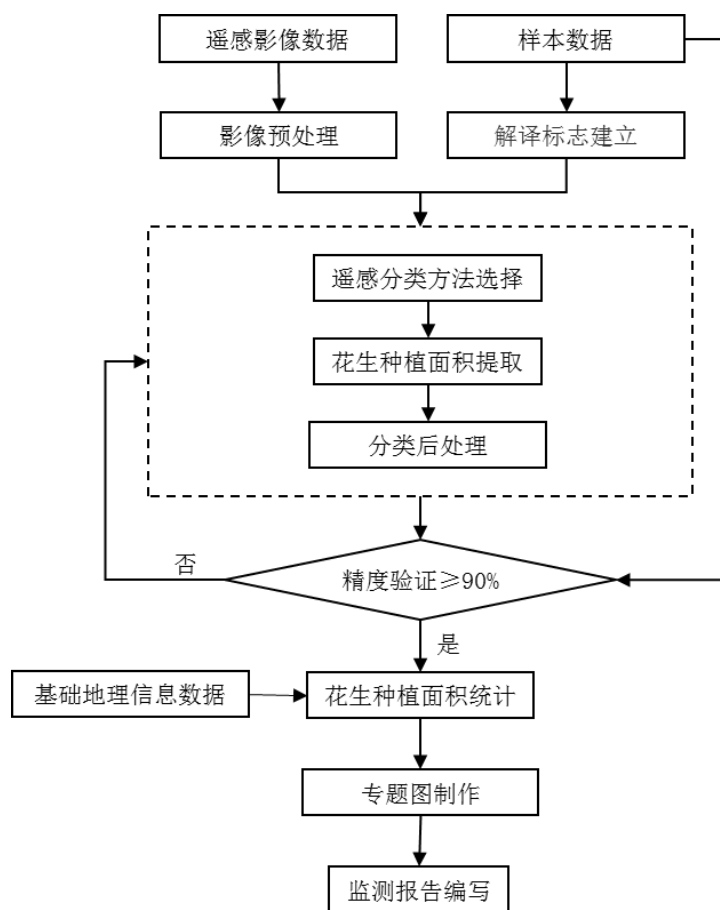 遥感影像数据
样本数据
影像预处理
解译标志建立
遥感分类方法选择
花生种植面积提取
分类后处理
否
精度验证≥90%
是
基础地理信息数据
花生种植面积统计
专题图制作
监测报告编写